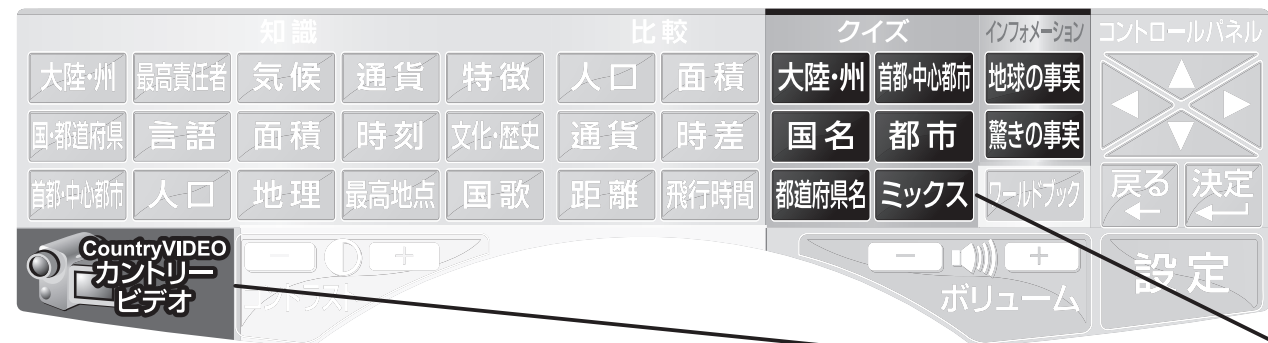 知識 比較 クイズ インフォメーション コントロールパネル
大陸・州 最高責任者 気候 通貨 特徴 人口 面積 大陸・州 首都・中心都市 地球の事実
国・都道府県 言語 面積 時刻 文化・歴史 通貨 時差 国名 都市 驚きの事実
首都・中心都市 人口 地理 最高地点 国歌 距離 飛行時間 都道府県名 ミックス ワールドブック 戻る 決定
CountryVIDEO
カントリー
ビデオ
− + − +
コントラスト ボリューム 設定